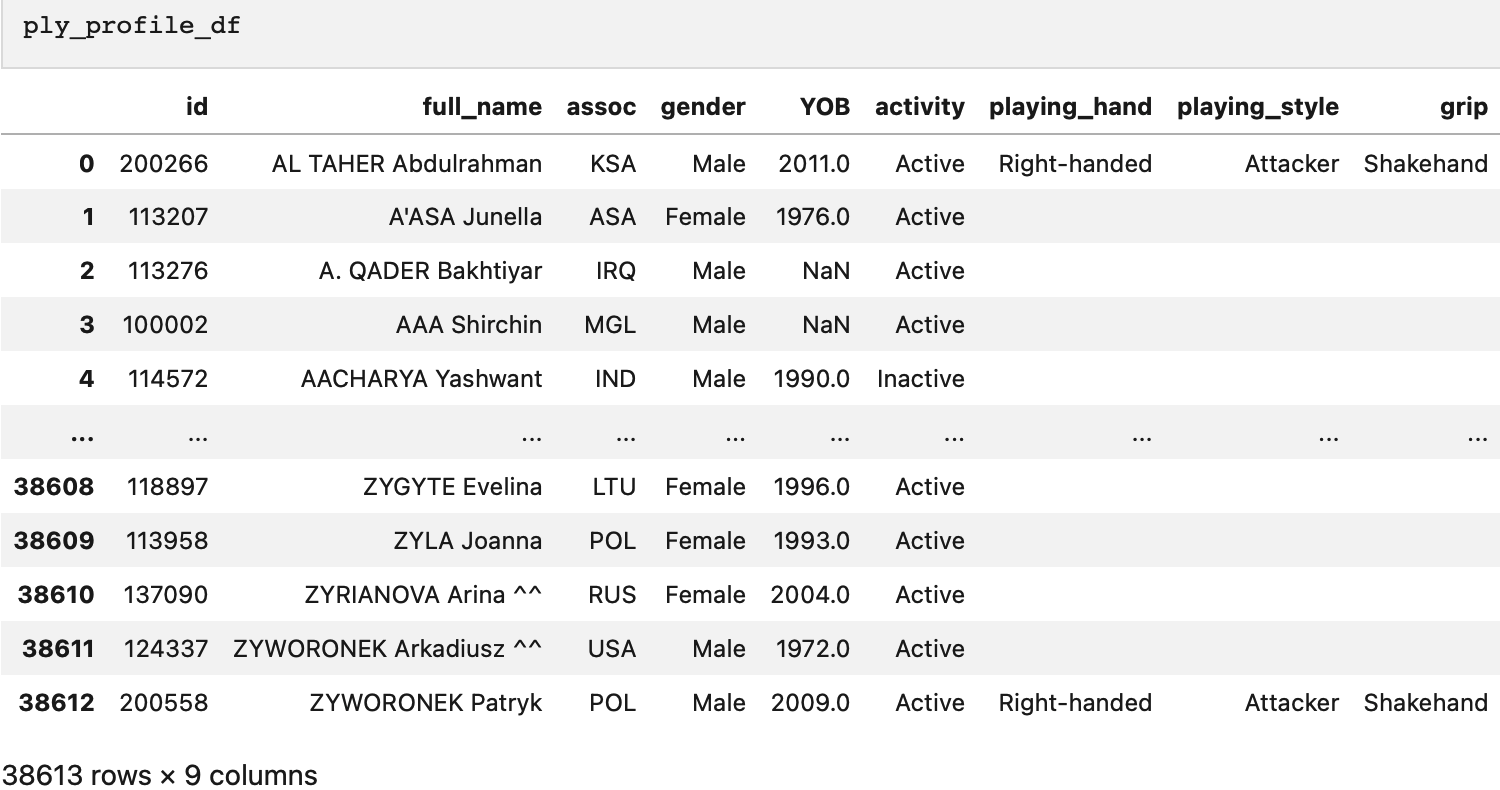 ply_profile_df
id full_name assoc gender YOB activity playing_hand playing_style grip
0 200266 AL TAHER Abdulrahman KSA Male 2011.0 Active Right-handed Attacker Shakehand
1 113207 A'ASA Junella ASA Female 1976.0 Active
2 113276 A. QADER Bakhtiyar IRQ Male NaN Active
3 100002 AAA Shirchin MGL Male NaN Active
4 114572 AACHARYA Yashwant IND Male 1990.0 Inactive
... ... ... ... ... ... ... ... ... ...
38608 118897 ZYGYTE Evelina LTU Female 1996.0 Active
38609 113958 ZYLA Joanna POL Female 1993.0 Active
38610 137090 ZYRIANOVA Arina ^^ RUS Female 2004.0 Active
38611 124337 ZYWORONEK Arkadiusz ^^ USA Male 1972.0 Active
38612 200558 ZYWORONEK Patryk POL Male 2009.0 Active Right-handed Attacker Shakehand
38613 rows × 9 columns